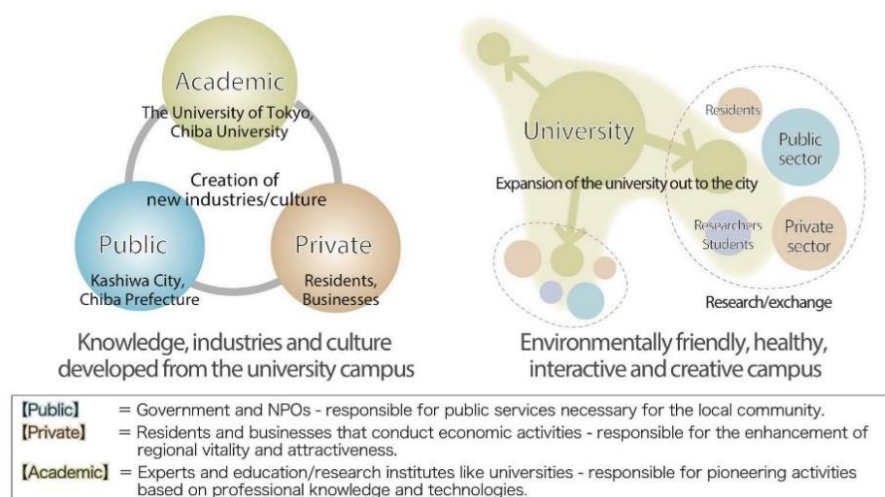 Academic
The University of Tokyo,
Chiba University
Creation of
new industries/culture
Public
Kashiwa City,
Chiba Prefecture
Private
Residents,
Businesses
Knowledge, industries and culture
developed from the university campus
University
Expansion of the university out to the city
Residents
Public
sector
Researchers
Students
Private
sector
Research/exchange
Environmentally friendly, healthy,
interactive and creative campus
【Public】 = Government and NPOs - responsible for public services necessary for the local community.
【Private】 = Residents and businesses that conduct economic activities - responsible for the enhancement of
regional vitality and attractiveness.
【Academic】 = Experts and education/research institutes like universities - responsible for pioneering activities
based on professional knowledge and technologies.